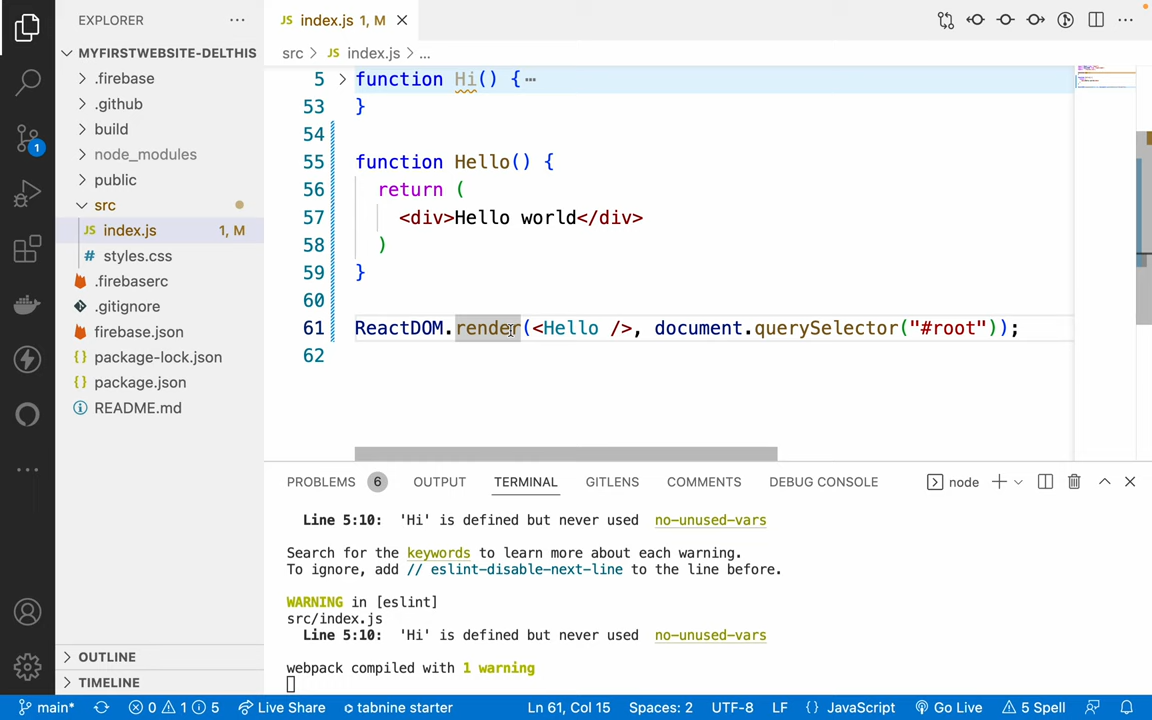 EXPLORER
MYFIRSTWEBSITE-DELTHIS
.firebase
.github
build
node_modules
public
src
JS index.js 1, M
# styles.css
.firebaserc
.gitignore
firebase.json
{} package-lock.json
{} package.json
README.md
OUTLINE
TIMELINE
1
JS index.js 1, M
src > JS index.js > ...
5 function Hi() {
53 }
54
55 function Hello() {
56 return (
57 <div>Hello world</div>
58 )
59 }
60
61 ReactDOM.render(<Hello />, document.querySelector("#root"));
62
PROBLEMS 6 OUTPUT TERMINAL GITLENS COMMENTS DEBUG CONSOLE node
Line 5:10: 'Hi' is defined but never used no-unused-vars
Search for the keywords to learn more about each warning.
To ignore, add // eslint-disable-next-line to the line before.
WARNING in [eslint]
src/index.js
Line 5:10: 'Hi' is defined but never used no-unused-vars
webpack compiled with 1 warning
main* 0 1 5 Live Share tabnine starter Ln 61, Col 15 Spaces: 2 UTF-8 LF {} JavaScript Go Live 5 Spell